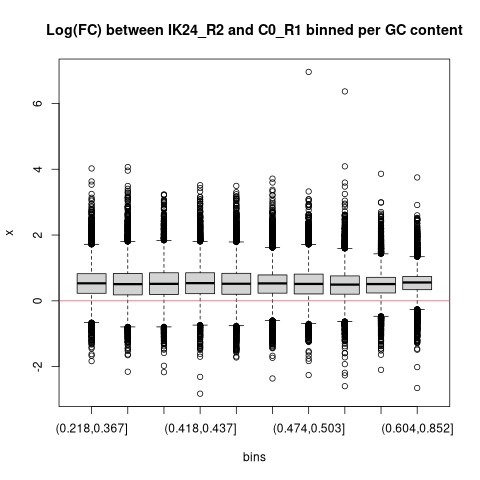 Log(FC) between IK24_R2 and C0_R1 binned per GC content
6
4
x
2
0
-2
(0.218,0.367] (0.418,0.437] (0.474,0.503] (0.604,0.852]
bins